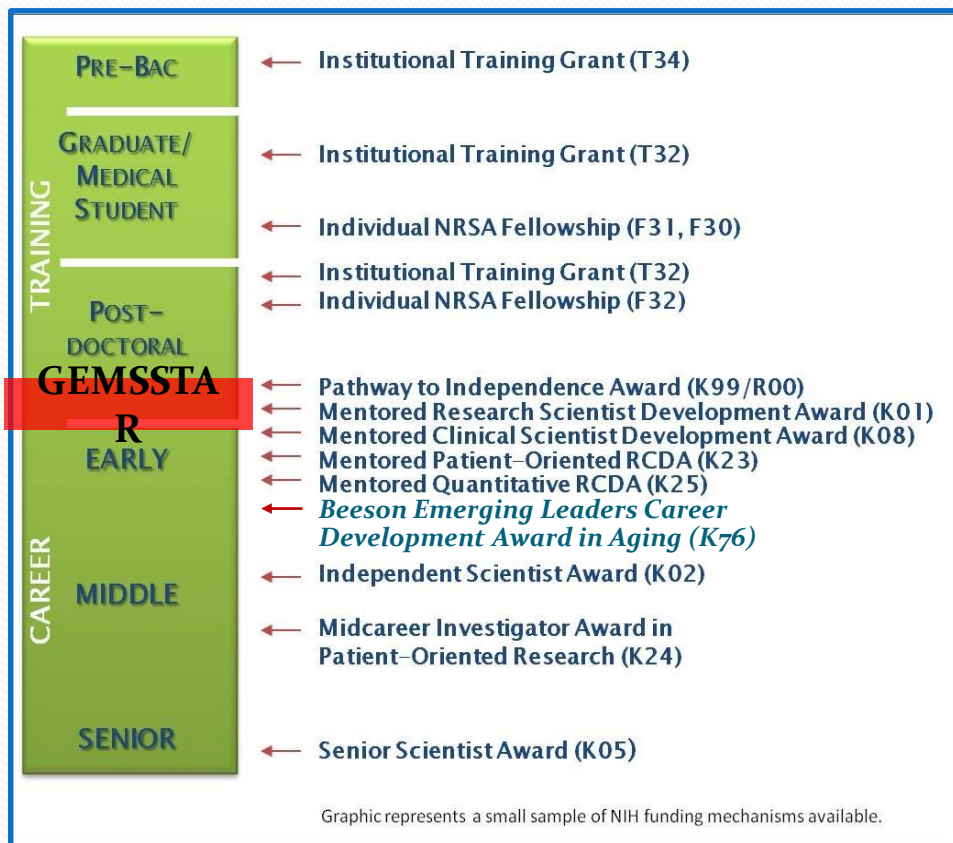 TRAINING
CAREER
PRE-BAC
Institutional Training Grant (T34)
GRADUATE/
MEDICAL
STUDENT
Institutional Training Grant (T32)
Individual NRSA Fellowship (F31, F30)
Institutional Training Grant (T32)
Individual NRSA Fellowship (F32)
POST-
DOCTORAL
GEMSSTA
R
Pathway to Independence Award (K99/R00)
Mentored Research Scientist Development Award (K01)
Mentored Clinical Scientist Development Award (K08)
EARLY
Mentored Patient-Oriented RCDA (K23)
Mentored Quantitative RCDA (K25)
Beeson Emerging Leaders Career
Development Award in Aging (K76)
Independent Scientist Award (K02)
MIDDLE
Midcareer Investigator Award in
Patient-Oriented Research (K24)
SENIOR
Senior Scientist Award (K05)
Graphic represents a small sample of NIH funding mechanisms available.